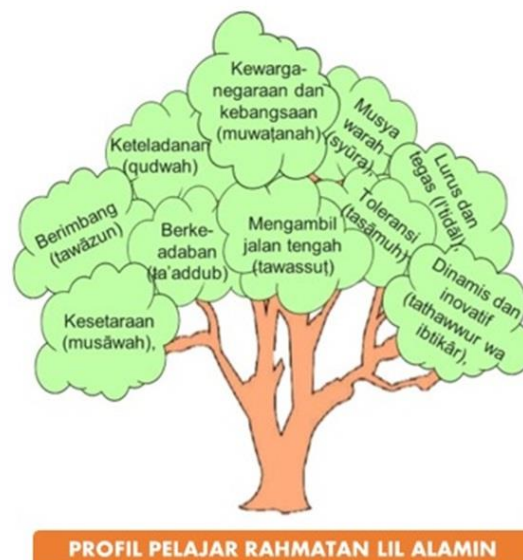 Kewarga-
negaraan dan
kebangsaan
(muwaṭanah)
Musya
warah
(syūra),
Keteladanan
(qudwah)
Lurus dan
tegas (I'tidāl),
Toleransi
(tasāmuh)
Berimbang
(tawāzun)
Berke-
adaban
(ta'addub)
Mengambil
jalan tengah
(tawassuṭ)
Dinamis dan
inovatif
(tathawwur wa
ibtikār),
Kesetaraan
(musāwah),
PROFIL PELAJAR RAHMATAN LIL ALAMIN